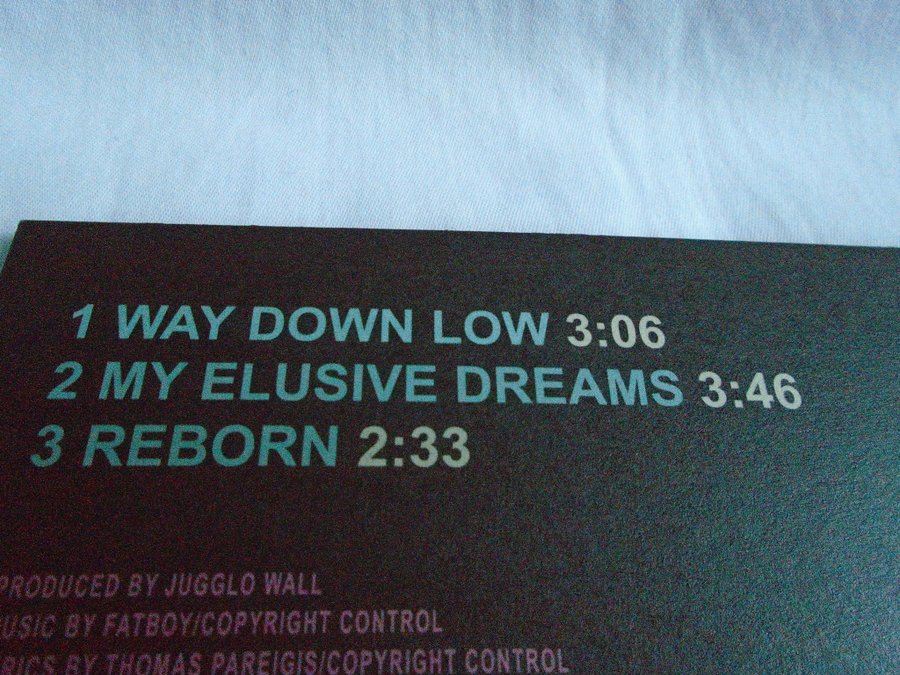 1 WAY DOWN LOW 3:06
2 MY ELUSIVE DREAMS 3:46
3 REBORN 2:33
PRODUCED BY JUGGLO WALL
MUSIC BY FATBOY/COPYRIGHT CONTROL
BY THOMAS PAREIGIS/COPYRIGHT CONTROL